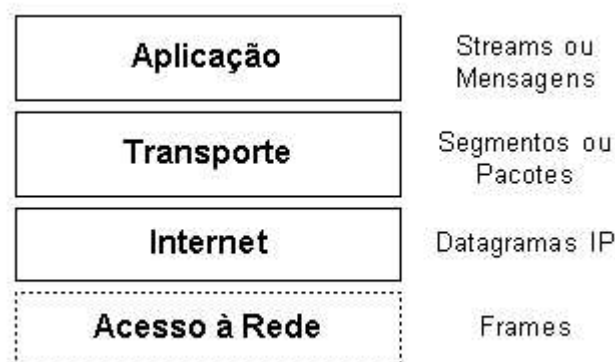 Aplicação
Streams ou
Mensagens
Transporte
Segmentos ou
Pacotes
Internet
Datagramas IP
Acesso à Rede
Frames